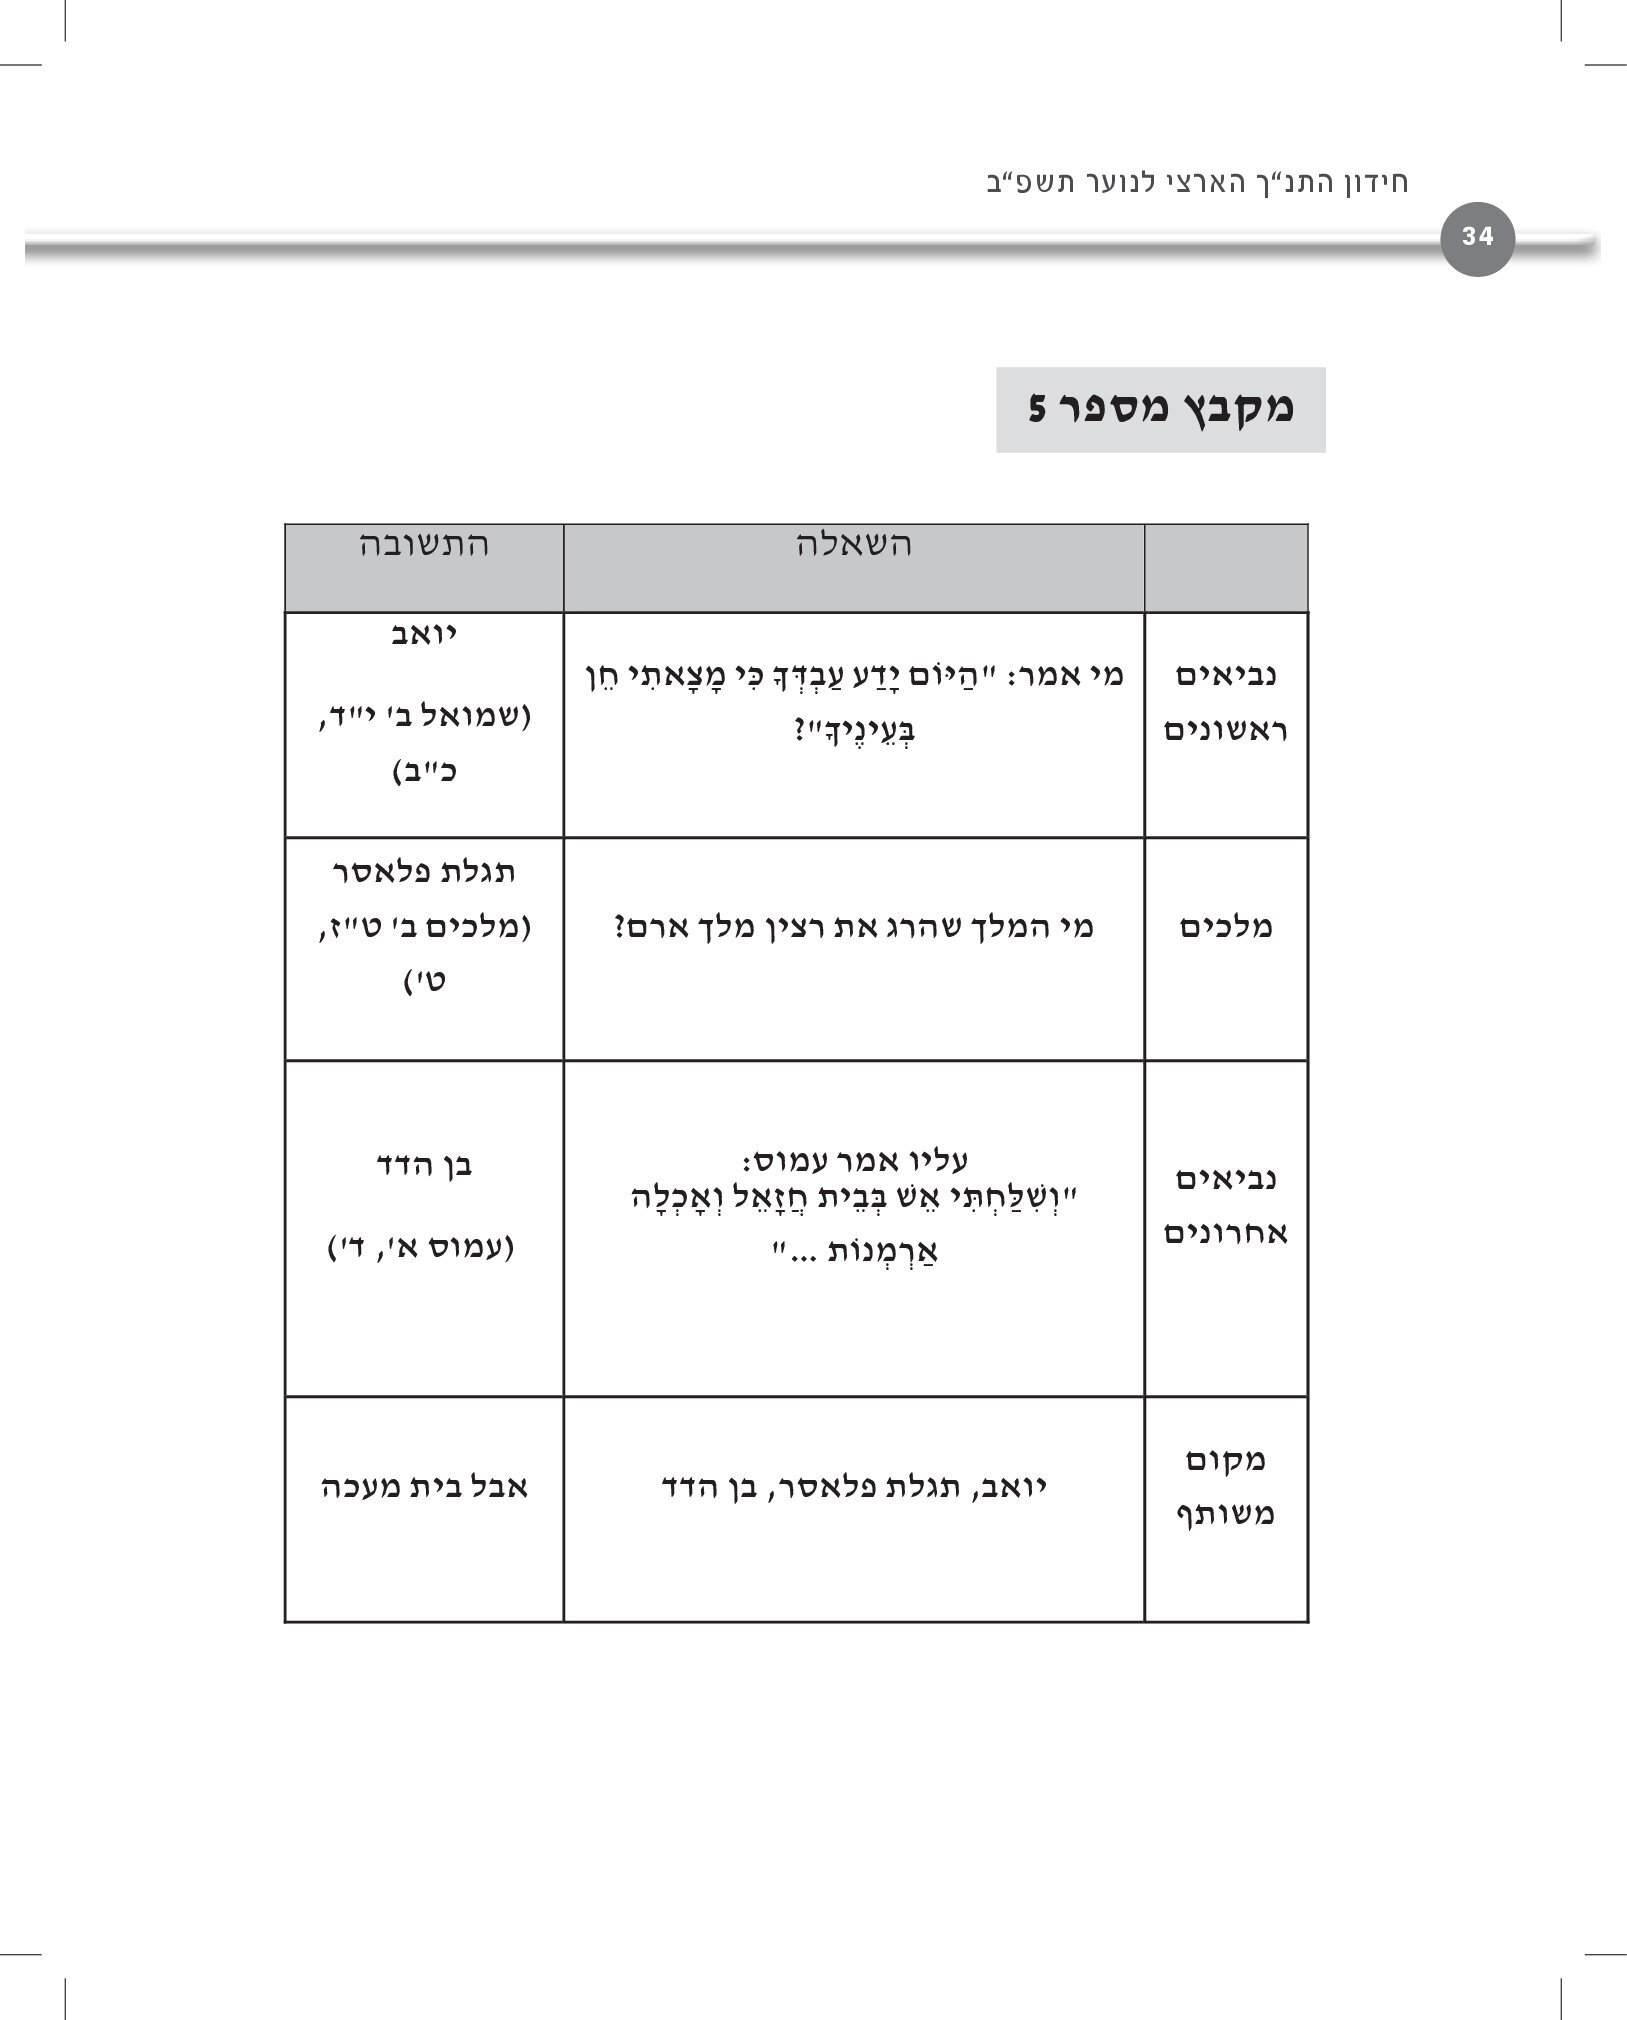 חידון התנ“ך הארצי לנוער תשפ“ב
34
מקבץ מספר 5
השאלה
התשובה
נביאים
ראשונים
מי אמר: "הַיּוֹם יָדַע עַבְדְּךָ כִּי מָצָאתִי חֵן
בְּעֵינֶיךָ"?
יואב
(שמואל ב' י"ד,
כ"ב)
מלכים
מי המלך שהרג את רצין מלך ארם?
תגלת פלאסר
(מלכים ב' ט"ז,
ט')
נביאים
אחרונים
עליו אמר עמוס:
"וְשִׁלַּחְתִּי אֵשׁ בְּבֵית חֲזָאֵל וְאָכְלָה
אַרְמְנוֹת ..."
בן הדד
(עמוס א', ד')
מקום
משותף
יואב, תגלת פלאסר, בן הדד
אבל בית מעכה